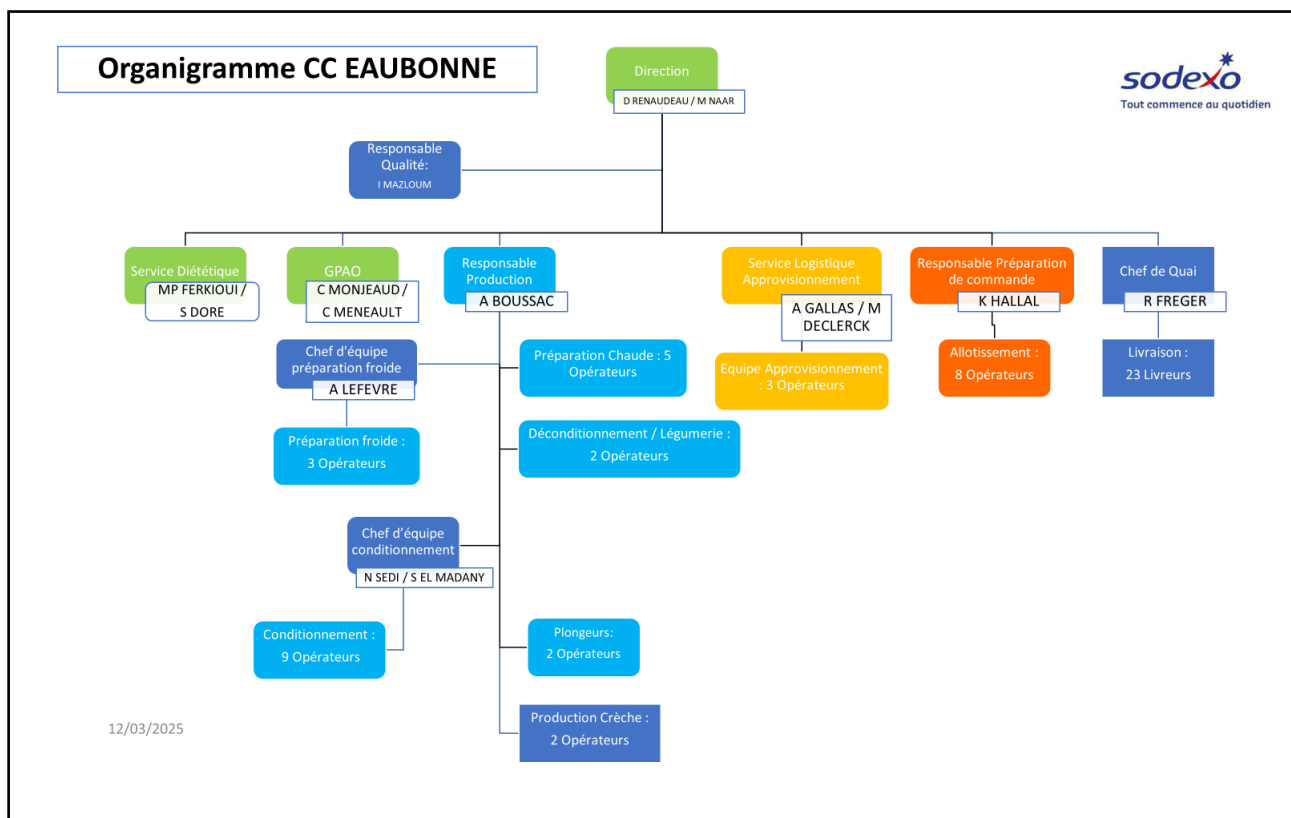 Organigramme CC EAUBONNE
Direction
D RENAUDEAU / M NAAR
sodexo
Tout commence au quotidien
Responsable
Qualité:
I MAZLOUM
Service Diététique
MP FERKIOUI /
S DORE
GPAO
C MONJEAUD /
C MENEAULT
Responsable
Production
A BOUSSAC
Service Logistique
Approvisionnement
A GALLAS / M
DECLERCK
Responsable Préparation
de commande
K HALLAL
Chef de Quai
R FREGER
Chef d'équipe
préparation froide
A LEFEVRE
Préparation Chaude : 5
Opérateurs
Equipe Approvisionnement
: 3 Opérateurs
Allotissement :
8 Opérateurs
Livraison :
23 Livreurs
Préparation froide :
3 Opérateurs
Déconditionnement / Légumerie :
2 Opérateurs
Chef d’équipe
conditionnement
N SEDI / S EL MADANY
Conditionnement :
9 Opérateurs
Plongeurs:
2 Opérateurs
Production Crèche :
2 Opérateurs
12/03/2025